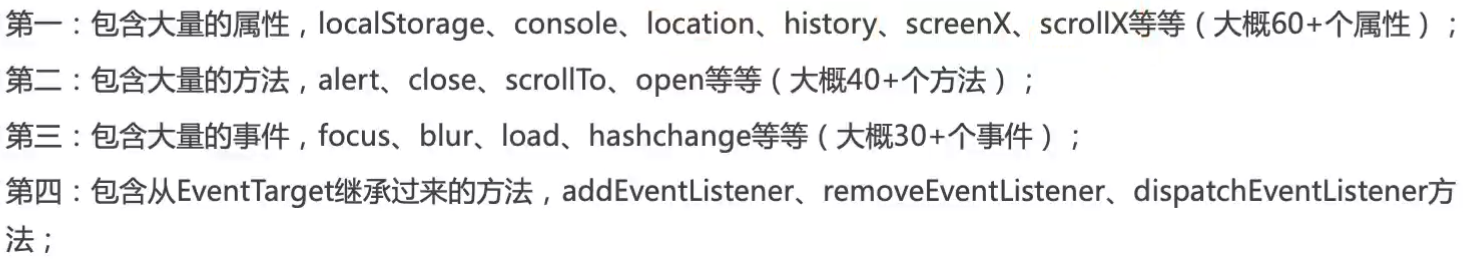 第一：包含大量的属性，localStorage、console、location、history、screenX、scrollX等等（大概60+个属性）；
第二：包含大量的方法，alert、close、scrollTo、open等等（大概40+个方法）；
第三：包含大量的事件，focus、blur、load、hashchange等等（大概30+个事件）；
第四：包含从EventTarget继承过来的方法，addEventListener、removeEventListener、dispatchEventListener方
法；